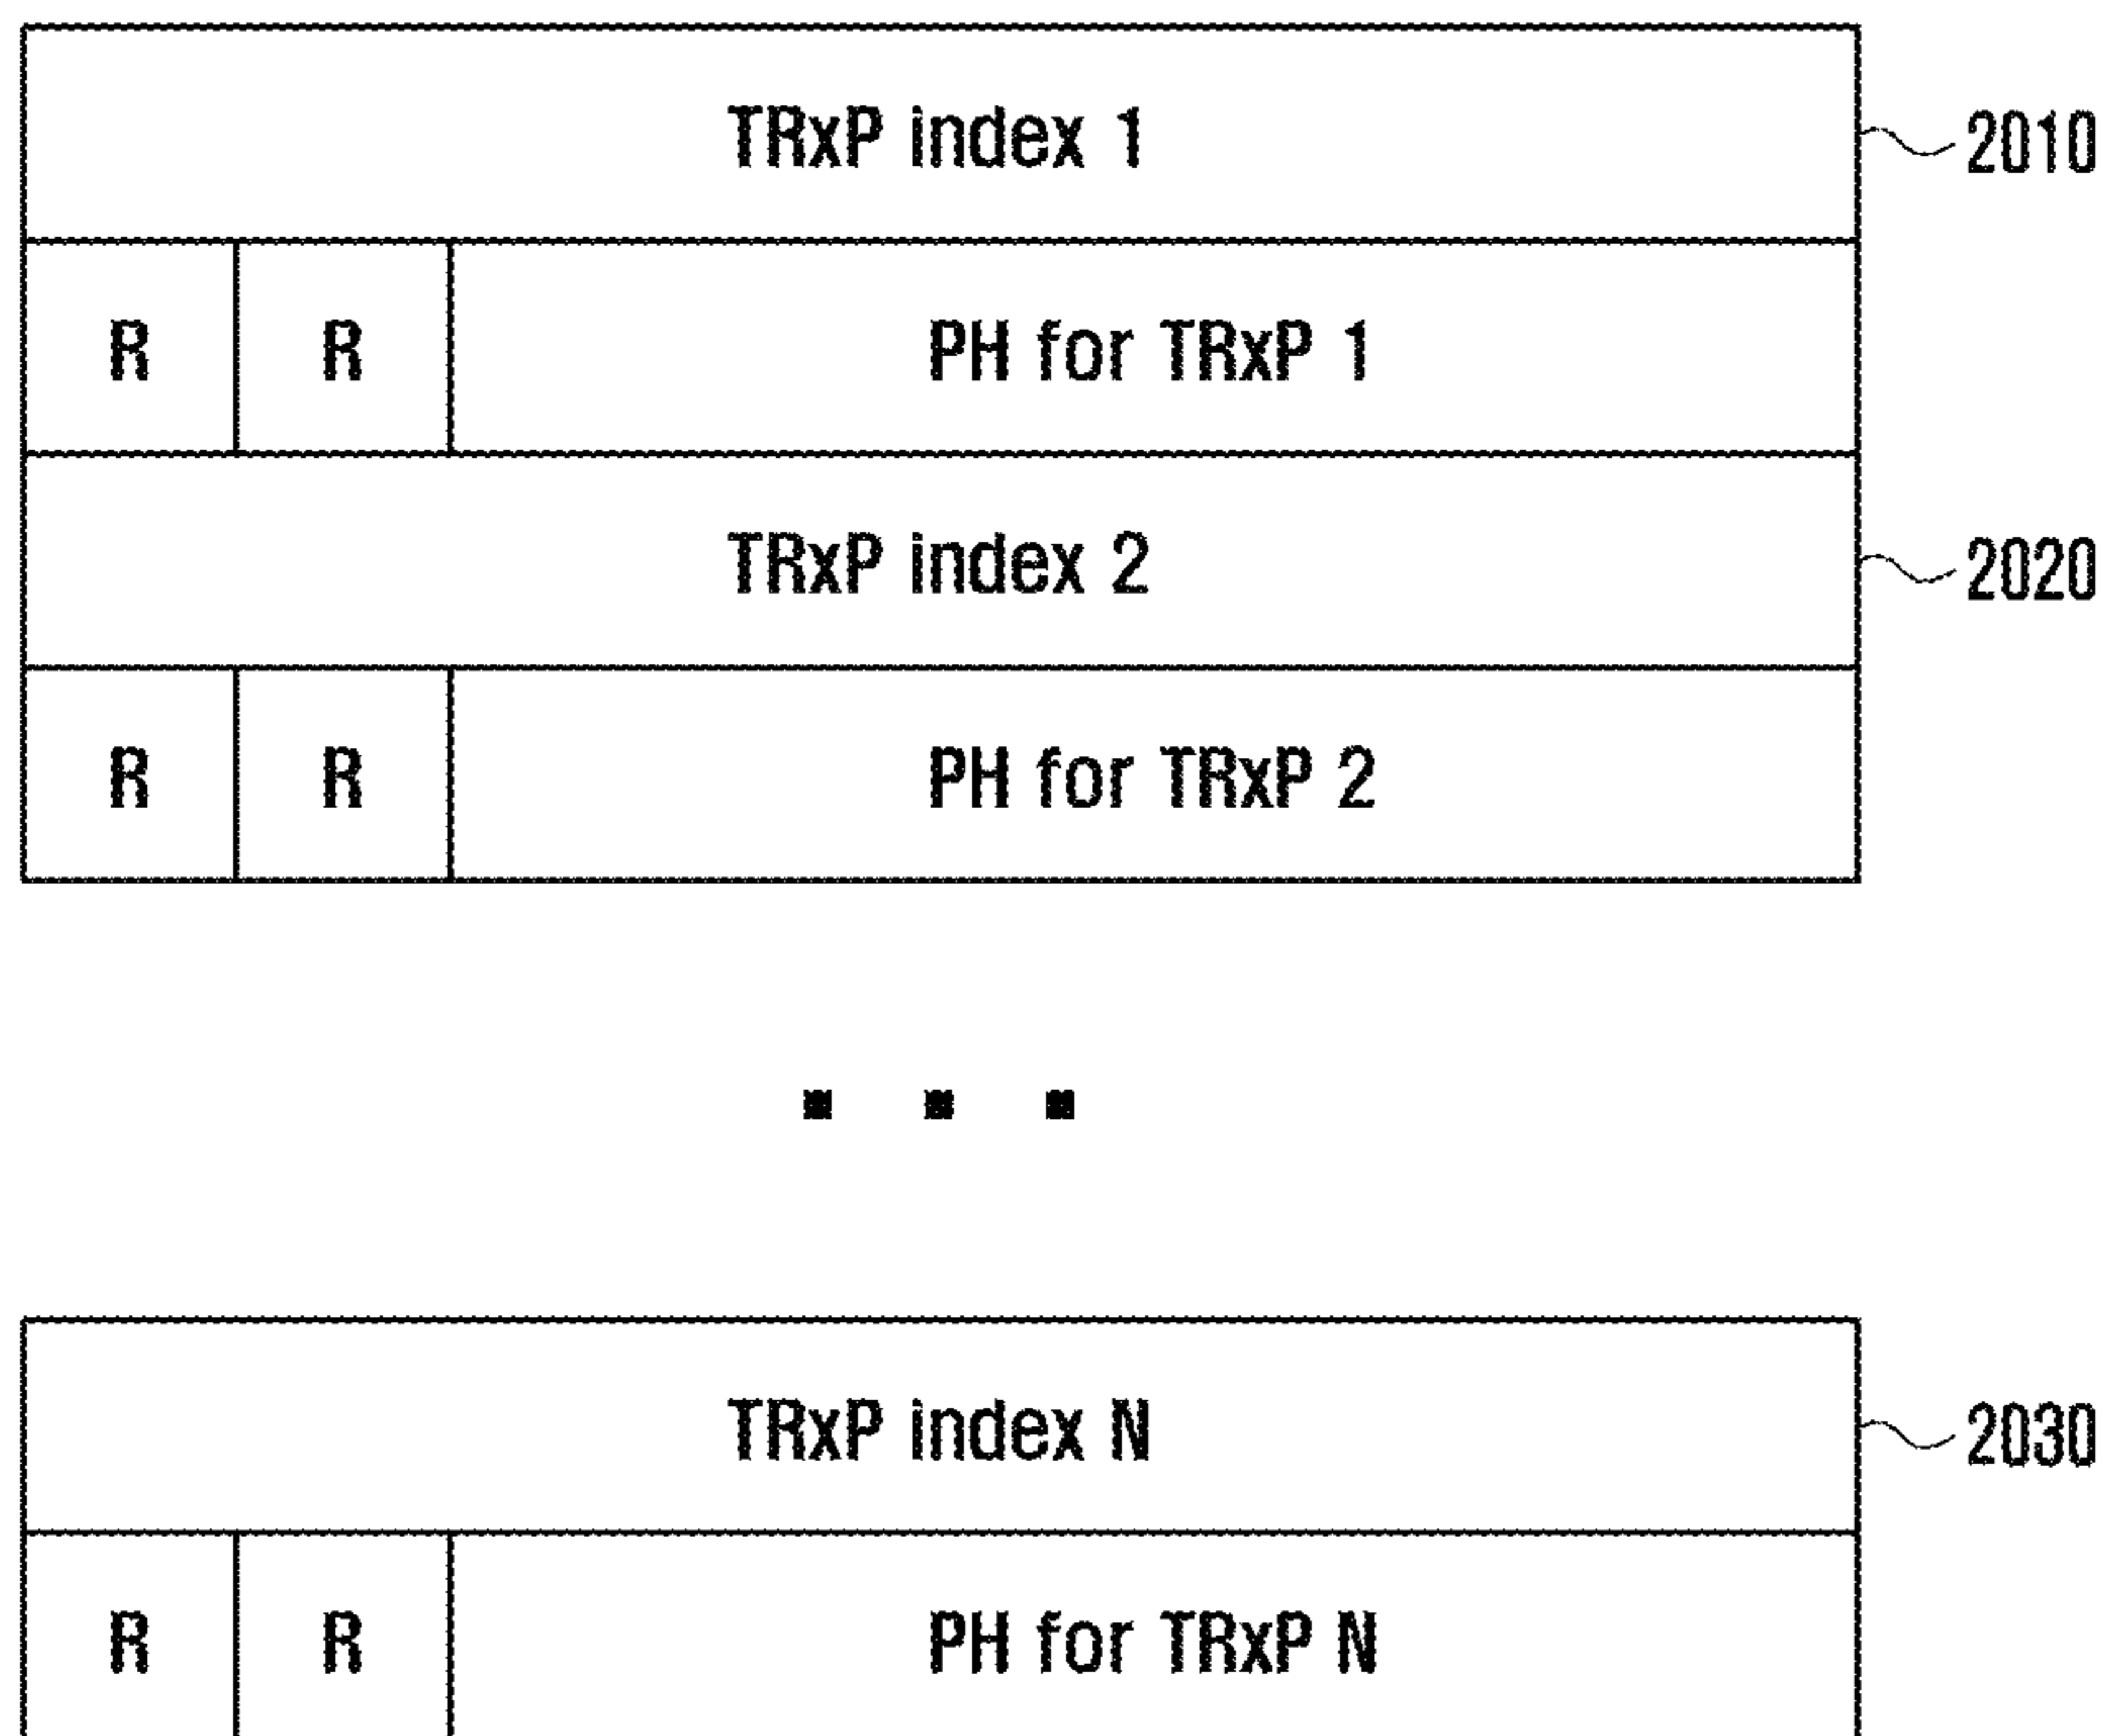 TRxP index 1 2010
R R PH for TRxP 1
TRxP index 2 2020
R R PH for TRxP 2
TRxP index N 2030
R R PH for TRxP N